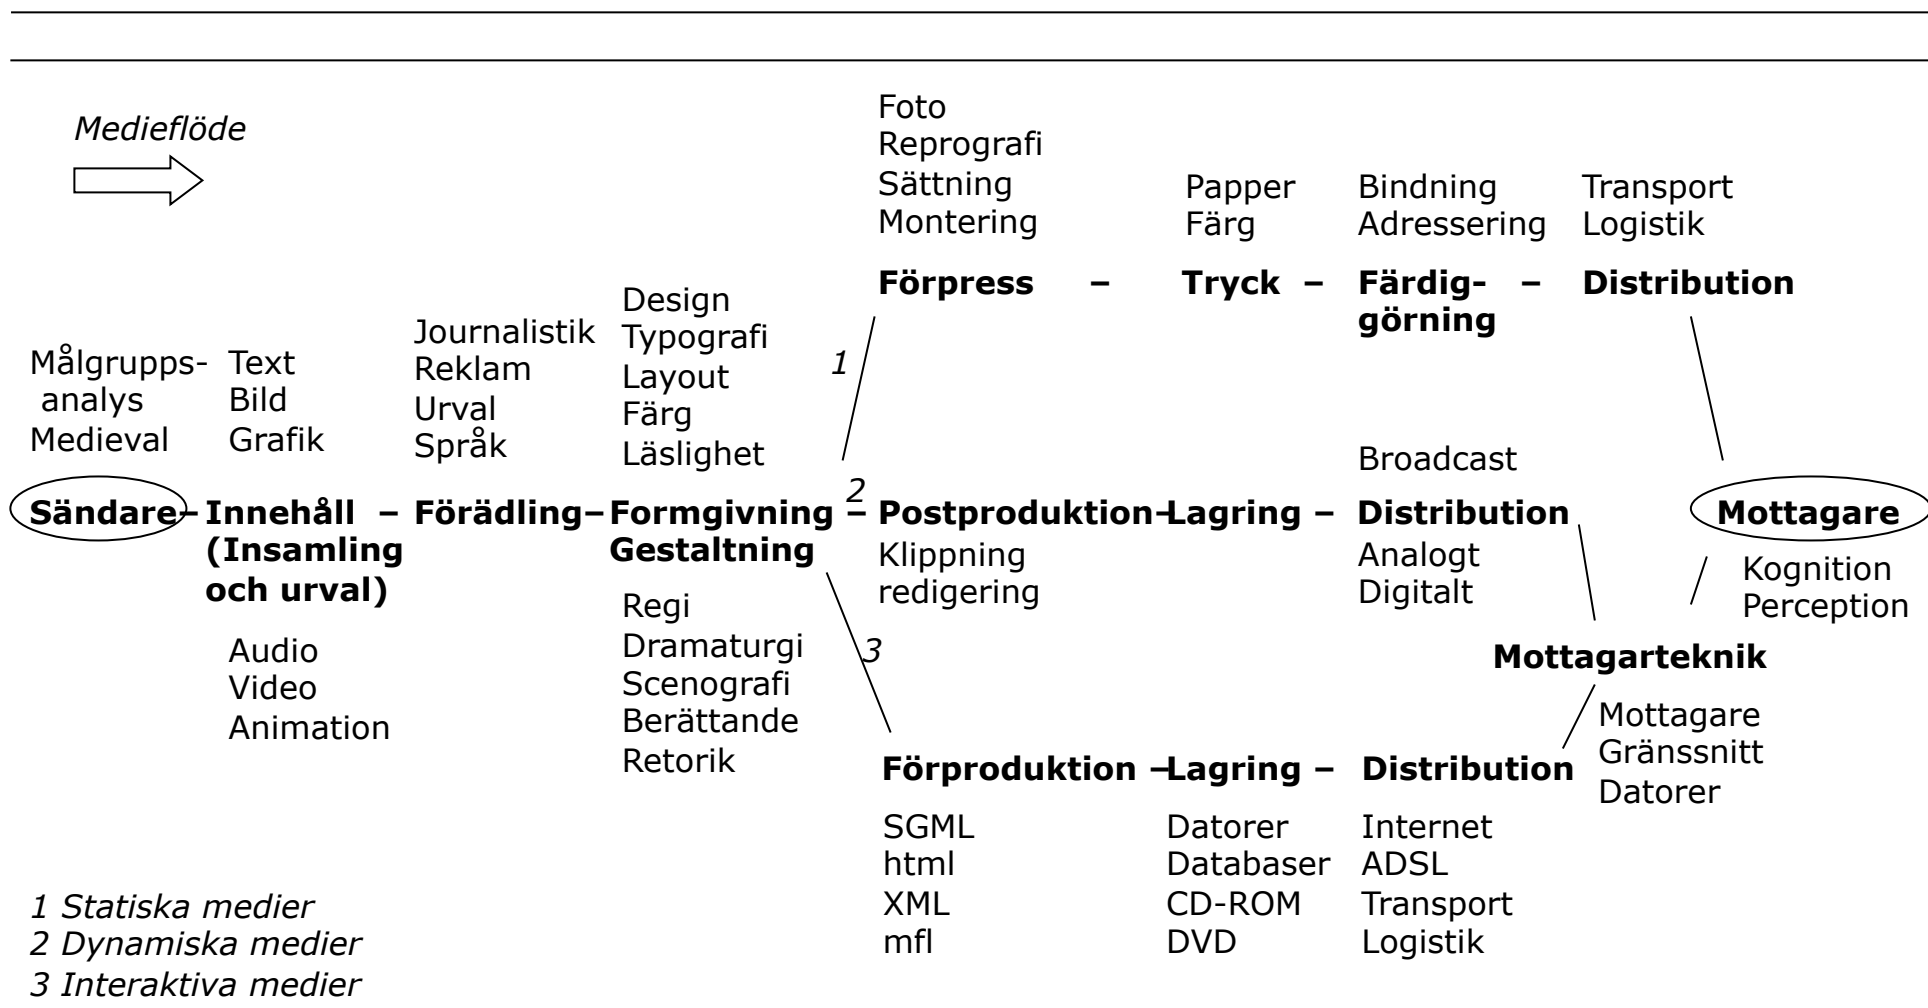 Medieflöde
Målgrupps-
analys
Medieval
Sändare–
Text
Bild
Grafik
Innehåll –
(Insamling
och urval)
Audio
Video
Animation
Journalistik
Reklam
Urval
Språk
Förädling–
Design
Typografi
Layout
Färg
Läslighet
Formgivning –
Gestaltning
Regi
Dramaturgi
Scenografi
Berättande
Retorik
1
Foto
Reprografi
Sättning
Montering
Förpress –
Papper
Färg
Tryck –
Bindning
Adressering
Färdig- –
görning
Transport
Logistik
Distribution
2
Postproduktion–
Klippning
redigering
Lagring –
Broadcast
Distribution
Analogt
Digitalt
3
Förproduktion –
SGML
html
XML
mfl
Lagring –
Datorer
Databaser
CD-ROM
DVD
Distribution
Internet
ADSL
Transport
Logistik
Mottagarteknik
Mottagare
Gränssnitt
Datorer
Mottagare
Kognition
Perception
1 Statiska medier
2 Dynamiska medier
3 Interaktiva medier